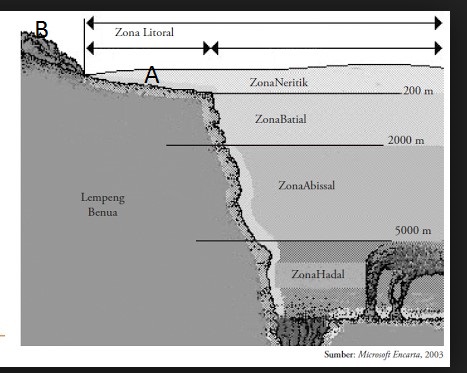 B
Zona Litoral
A
ZonaNeritik
200 m
ZonaBatial
2000 m
ZonaAbissal
Lempeng
Benua
5000 m
ZonaHadal
Sumber: Microsoft Encarta, 2003